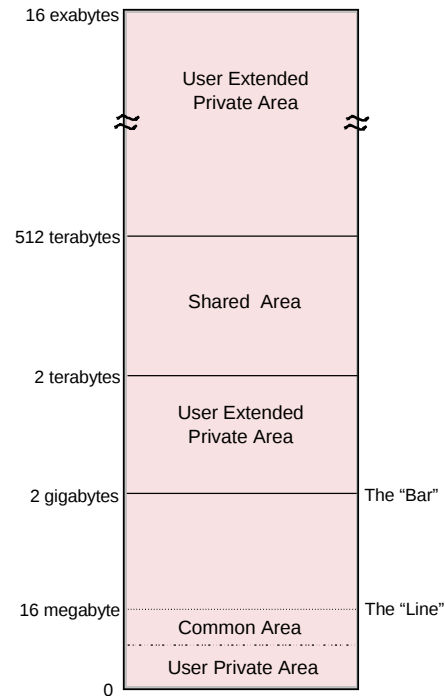 16 exabytes
User Extended
Private Area
512 terabytes
Shared Area
2 terabytes
User Extended
Private Area
2 gigabytes
The “Bar”
16 megabyte
The “Line”
Common Area
User Private Area
0